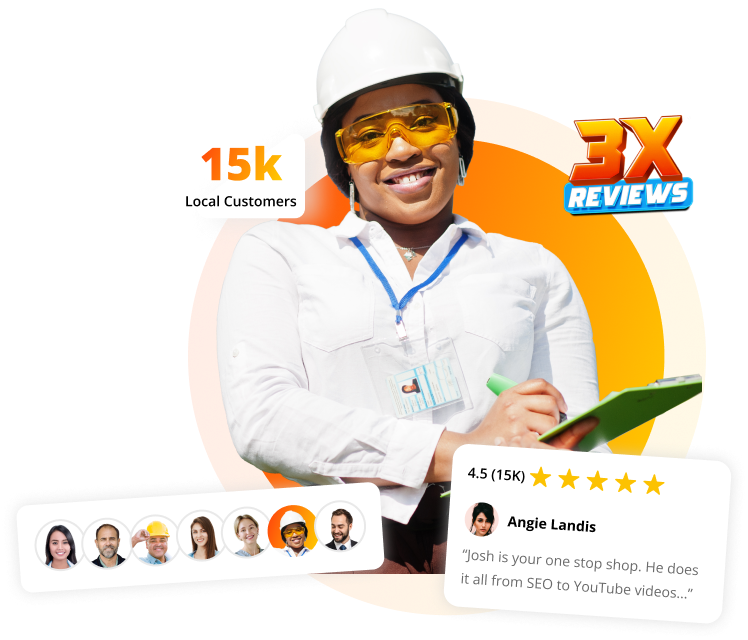 15k
Local Customers
3X
REVIEWS
4.5 (15K)
Angie Landis
“Josh is your one stop shop. He does
it all from SEO to YouTube videos...”